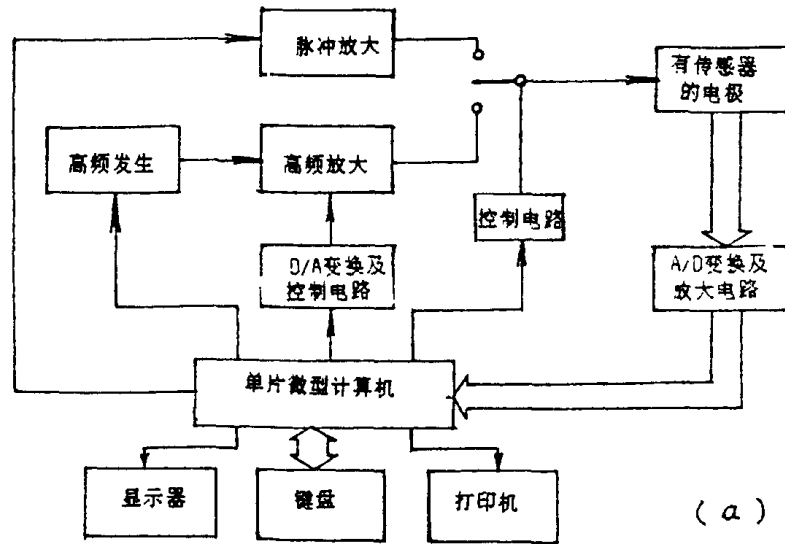 脉冲放大
有传感器
的电极
高频发生
高频放大
控制电路
D/A变换及
控制电路
A/D变换及
放大电路
单片微型计算机
显示器
键盘
打印机
(a)